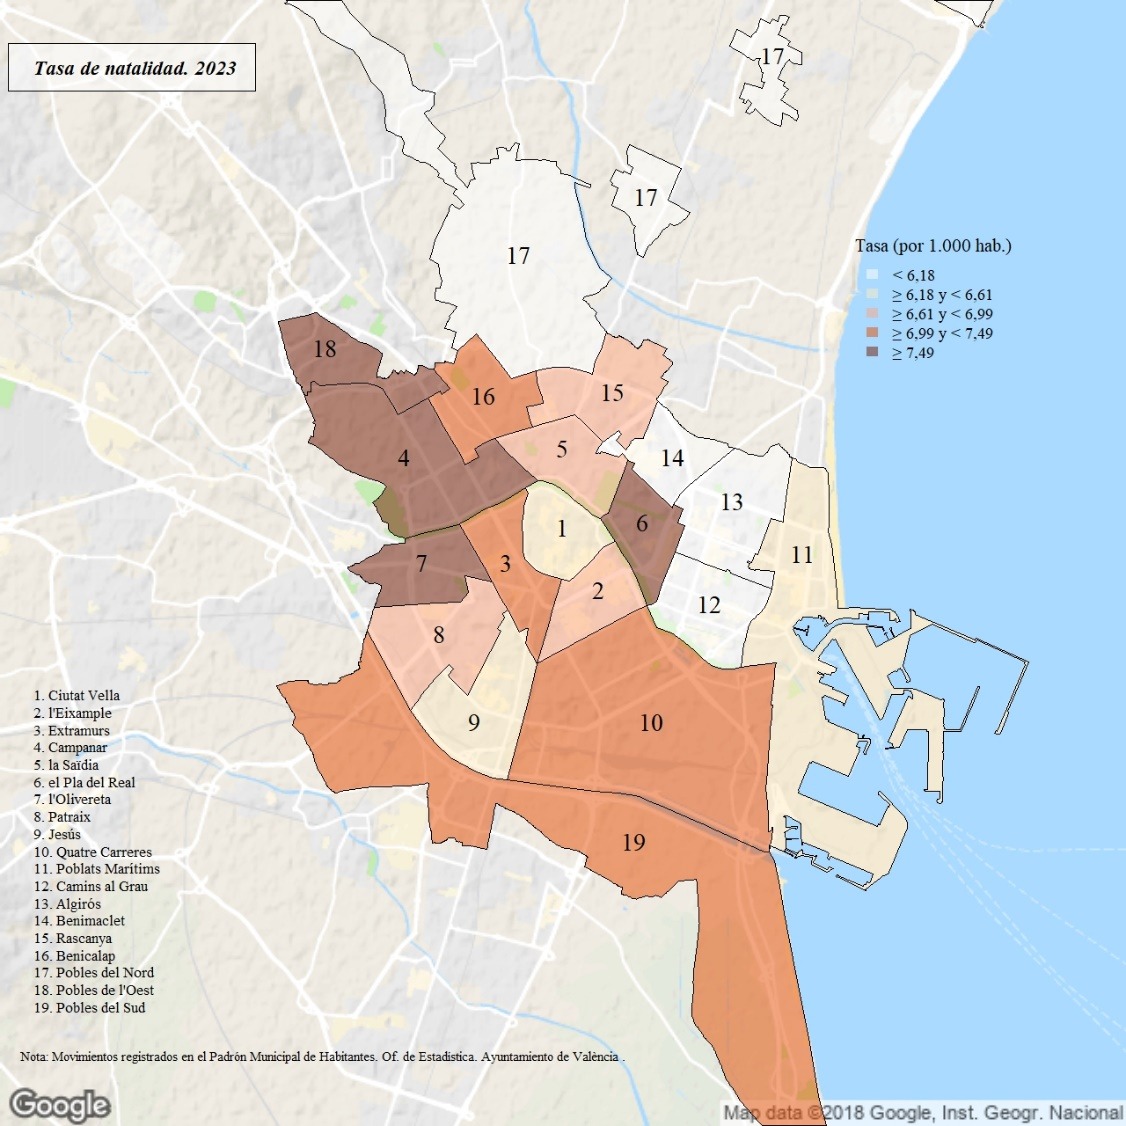 Tasa de natalidad. 2023
17
17
17
Tasa (por 1.000 hab.)
< 6,18
≥ 6,18 y < 6,61
≥ 6,61 y < 6,99
≥ 6,99 y < 7,49
≥ 7,49
18
16
15
5
4
14
13
6
1
11
7
3
2
12
8
9
10
19
1. Ciutat Vella
2. l'Eixample
3. Extramurs
4. Campanar
5. la Saïdia
6. el Pla del Real
7. l'Olivereta
8. Patraix
9. Jesús
10. Quatre Carreres
11. Poblats Marítims
12. Camins al Grau
13. Algirós
14. Benimaclet
15. Rascanya
16. Benicalap
17. Pobles del Nord
18. Pobles de l'Oest
19. Pobles del Sud
Nota: Movimientos registrados en el Padrón Municipal de Habitantes. Of. de Estadística. Ayuntamiento de València .
Google
Map data ©2018 Google, Inst. Geogr. Nacional